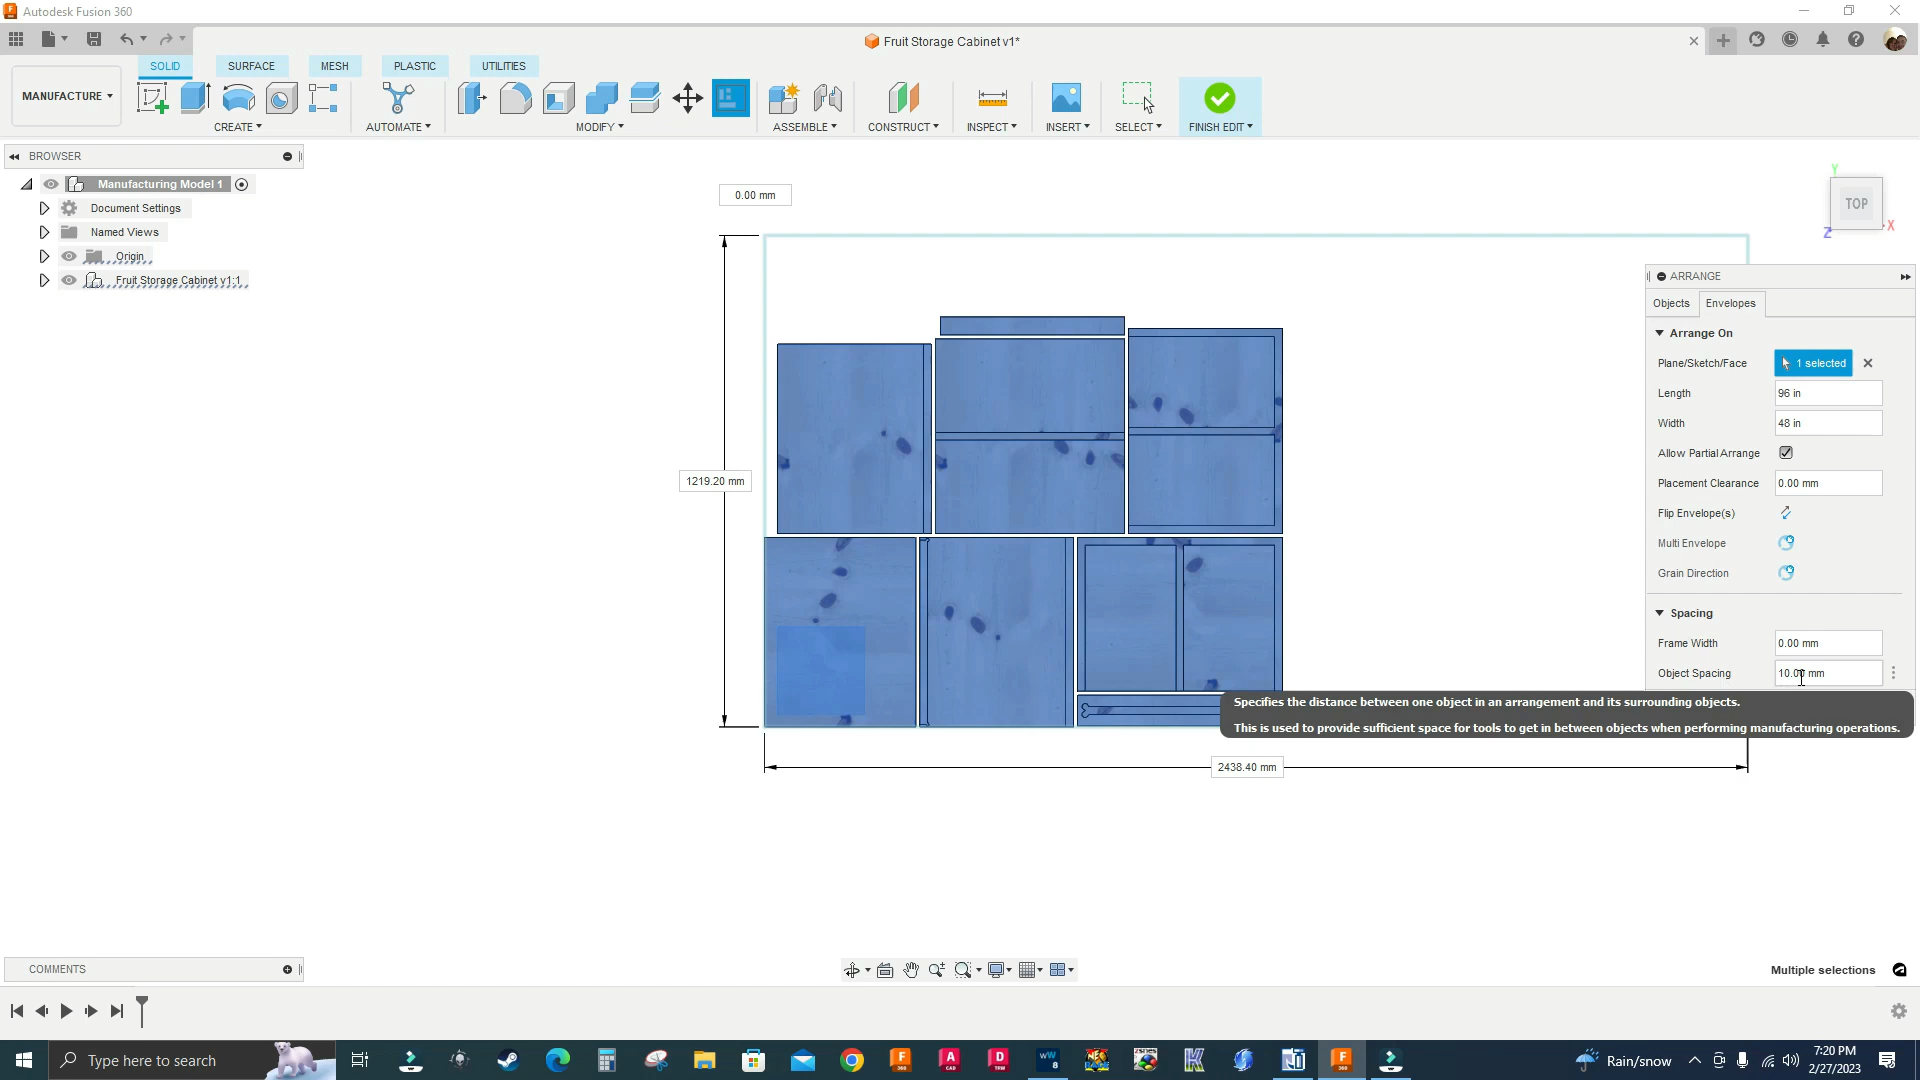 Autodesk Fusion 360
Fruit Storage Cabinet v1*
MANUFACTURE
SOLID
SURFACE
MESH
PLASTIC
UTILITIES
CREATE
AUTOMATE
MODIFY
ASSEMBLE
CONSTRUCT
INSPECT
INSERT
SELECT
FINISH EDIT
BROWSER
Manufacturing Model 1
Document Settings
Named Views
Origin
Fruit Storage Cabinet v1:1
0.00 mm
1219.20 mm
2438.40 mm
Y
TOP
X
Z
ARRANGE
Objects
Envelopes
Arrange On
Plane/Sketch/Face
1 selected
Length
96 in
Width
48 in
Allow Partial Arrange
Placement Clearance
0.00 mm
Flip Envelope(s)
Multi Envelope
Grain Direction
Spacing
Frame Width
0.00 mm
Object Spacing
10.00 mm
Specifies the distance between one object in an arrangement and its surrounding objects.
This is used to provide sufficient space for tools to get in between objects when performing manufacturing operations.
COMMENTS
Multiple selections
Type here to search
Rain/snow
7:20 PM
2/27/2023